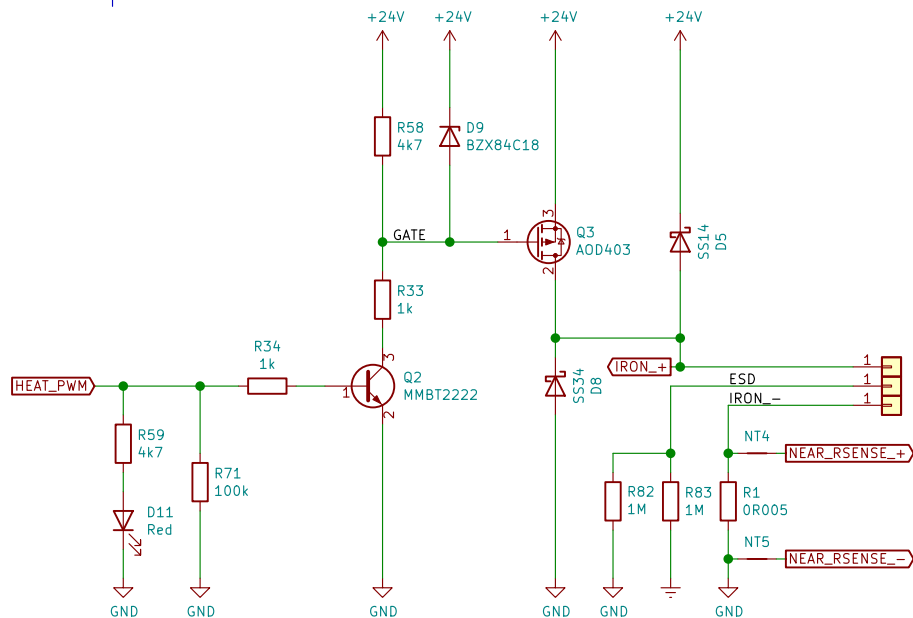 +24V
+24V
+24V
+24V
R58
4k7
D9
BZX84C18
3
GATE
1
Q3
AOD403
2
SS14
D5
R33
1k
R34
1k
3
HEAT_PWM
1
Q2
MMBT2222
2
SS34
D8
IRON_+
1
ESD
1
IRON_-
1
R59
4k7
R71
100k
D11
Red
NT4
NEAR_RSENSE_+
R82
1M
R83
1M
R1
0R005
NT5
NEAR_RSENSE_-
GND
GND
GND
GND
GND
GND